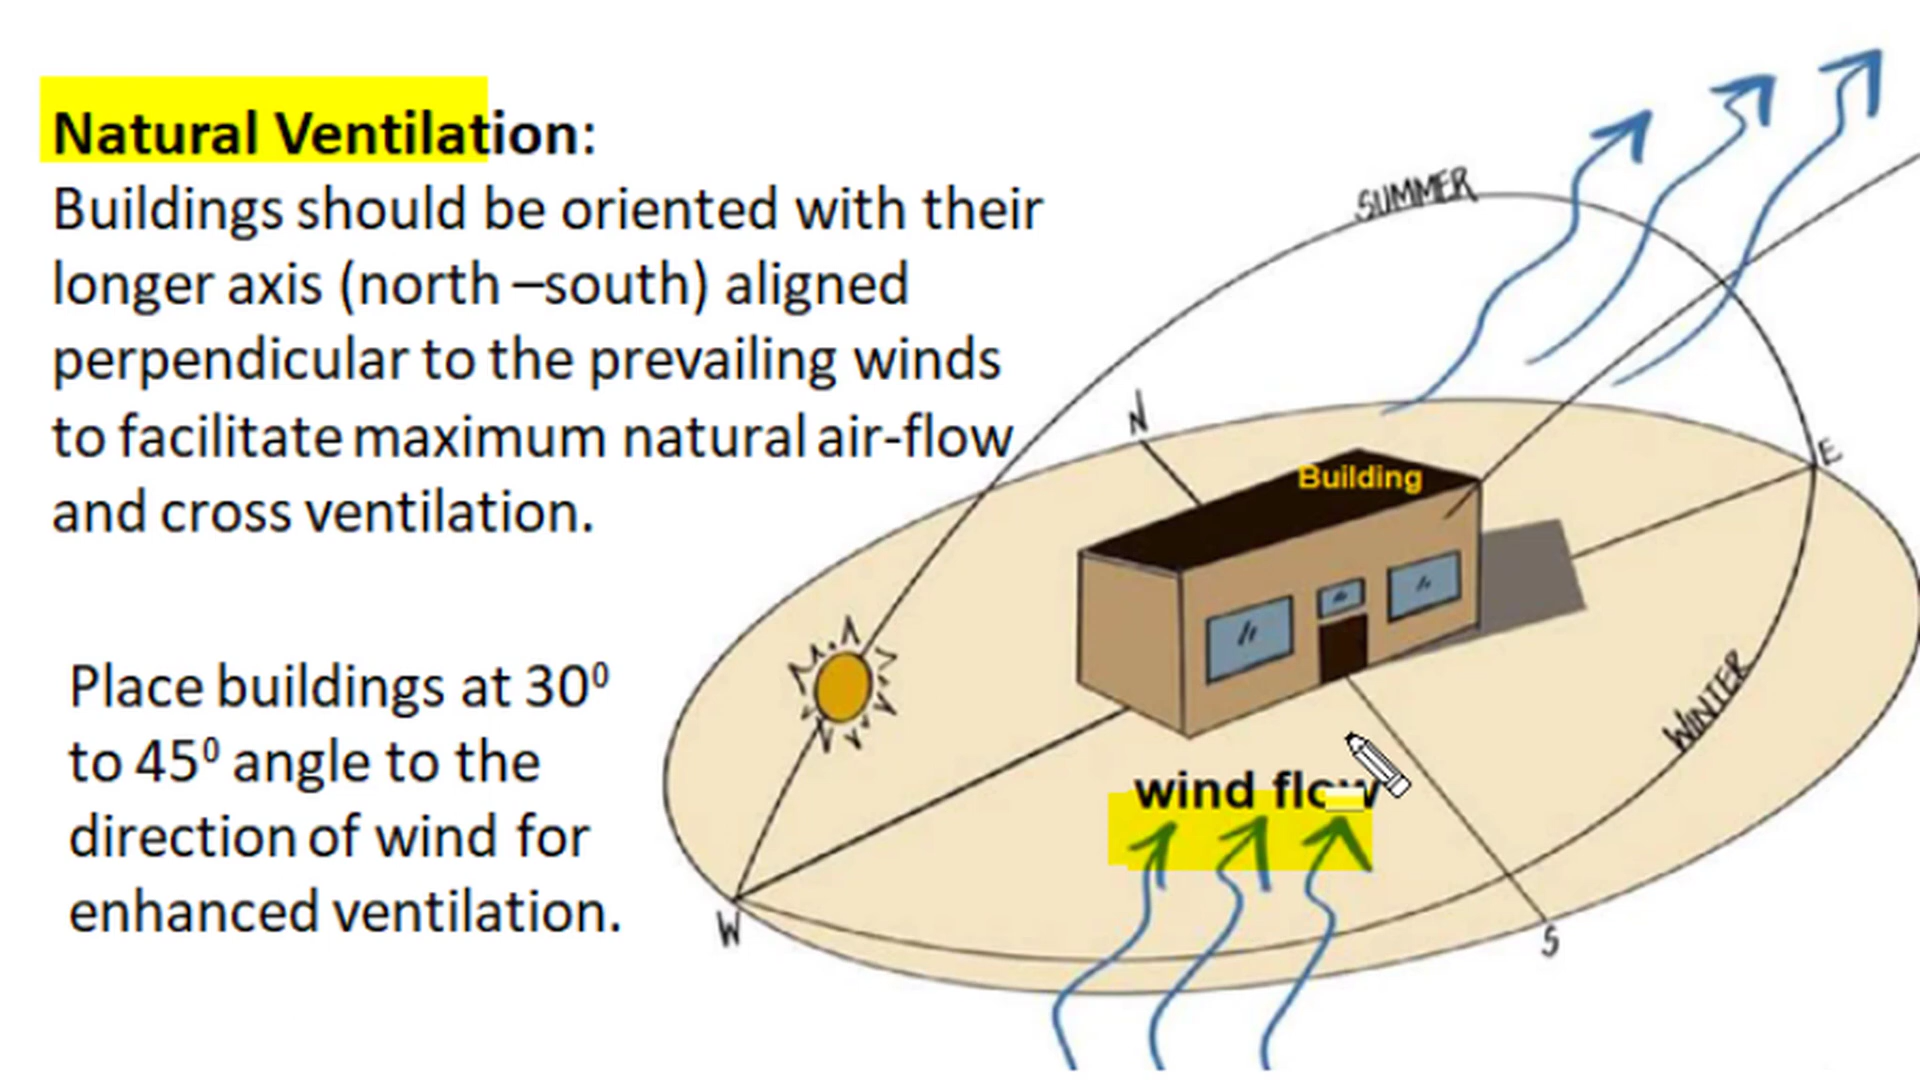 Natural Ventilation:
Buildings should be oriented with their
longer axis (north –south) aligned
perpendicular to the prevailing winds
to facilitate maximum natural air-flow
and cross ventilation.
Place buildings at 30⁰
to 45⁰ angle to the
direction of wind for
enhanced ventilation.
SUMMER
N
E
Building
WINTER
wind flow
W
S